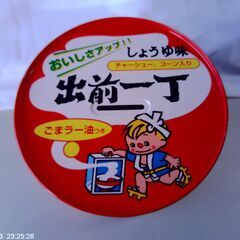 おいしさアップ!!
しょうゆ味
チャーシュー、コーン入り
出前一丁
ごまラー油つき
23:25:28